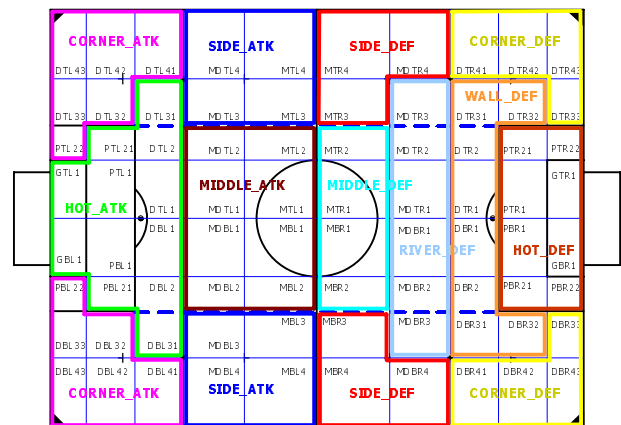 CORNER_ATK SIDE_ATK SIDE_DEF CORNER_DEF
DTL43 DTL42 DTL41 MDTL4 MTL4 MTR4 MDTR4 DTR41 DTR42 DTR43
WALL_DEF
DTL33 DTL32 DTL31 MDTL3 MTL3 MTR3 MDTR3 DTR31 DTR32 DTR33
PTL22 PTL21 DTL2 MDTL2 MTL2 MTR2 MDTR2 DTR2 PTR21 PTR22
GTL1 PTL1 GTR1
MIDDLE_ATK MIDDLE_DEF
HOT_ATK DTL1 MDTL1 MTL1 MTR1 MDTR1 DTR1 PTR1
DBL1 MDBL1 MBL1 MBR1 MDBR1 DBR1 PBR1
RIVER_DEF HOT_DEF
GBL1 PBL1 GBR1
PBL22 PBL21 DBL2 MDBL2 MBL2 MBR2 MDBR2 DBR2 PBR21 PBR22
MBL3 MBR3 MDBR3 DBR31 DBR32 DBR33
DBL33 DBL32 DBL31 MDBL3
DBL43 DBL42 DBL41 MDBL4 MBL4 MBR4 MDBR4 DBR41 DBR42 DBR43
CORNER_ATK SIDE_ATK SIDE_DEF CORNER_DEF